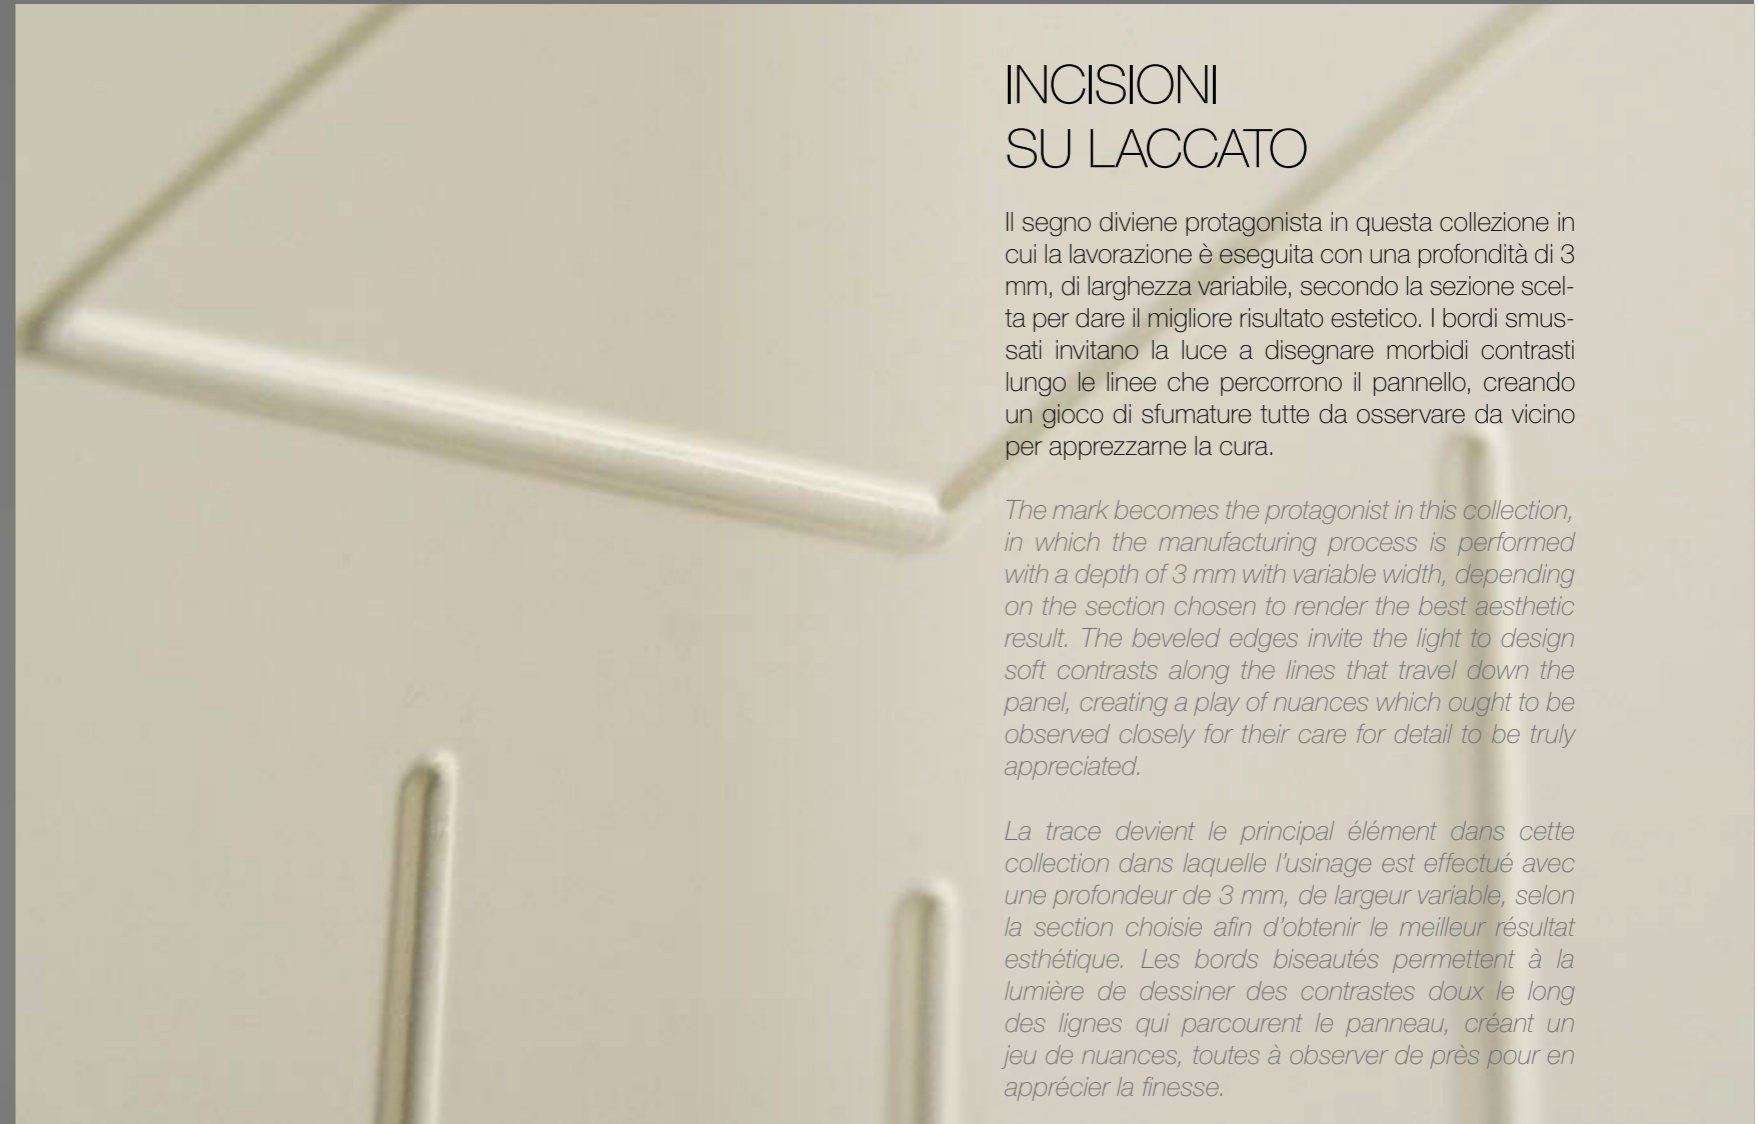 INCISIONI
SU LACCATO
Il segno diviene protagonista in questa collezione in
cui la lavorazione è eseguita con una profondità di 3
mm, di larghezza variabile, secondo la sezione scel-
ta per dare il migliore risultato estetico. I bordi smus-
sati invitano la luce a disegnare morbidi contrasti
lungo le linee che percorrono il pannello, creando
un gioco di sfumature tutte da osservare da vicino
per apprezzarne la cura.
The mark becomes the protagonist in this collection,
in which the manufacturing process is performed
with a depth of 3 mm with variable width, depending
on the section chosen to render the best aesthetic
result. The beveled edges invite the light to design
soft contrasts along the lines that travel down the
panel, creating a play of nuances which ought to be
observed closely for their care for detail to be truly
appreciated.
La trace devient le principal élément dans cette
collection dans laquelle l’usinage est effectué avec
une profondeur de 3 mm, de largeur variable, selon
la section choisie afin d’obtenir le meilleur résultat
esthétique. Les bords biseautés permettent à la
lumière de dessiner des contrastes doux le long
des lignes qui parcourent le panneau, créant un
jeu de nuances, toutes à observer de près pour en
apprécier la finesse.